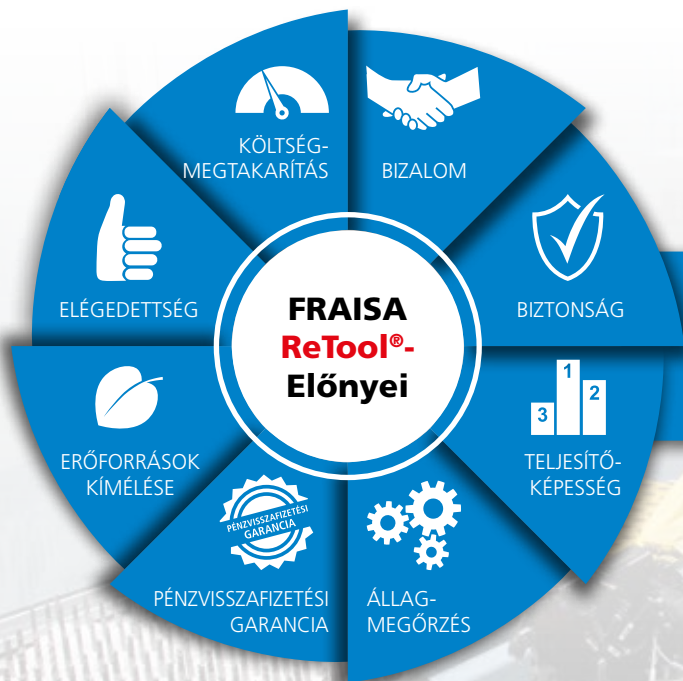 FRAISA
ReTool®-
Előnyei
KÖLTSÉG-
MEGTAKARÍTÁS
BIZALOM
BIZTONSÁG
1
2
3
TELJESÍTŐ-
KÉPESSÉG
ÁLLAG-
MEGŐRZÉS
PÉNZVISSZAFIZETÉSI
GARANCIA
PÉNZVISSZAFIZETÉSI
GARANCIA
ERŐFORRÁSOK
KÍMÉLÉSE
ELÉGEDETTSÉG